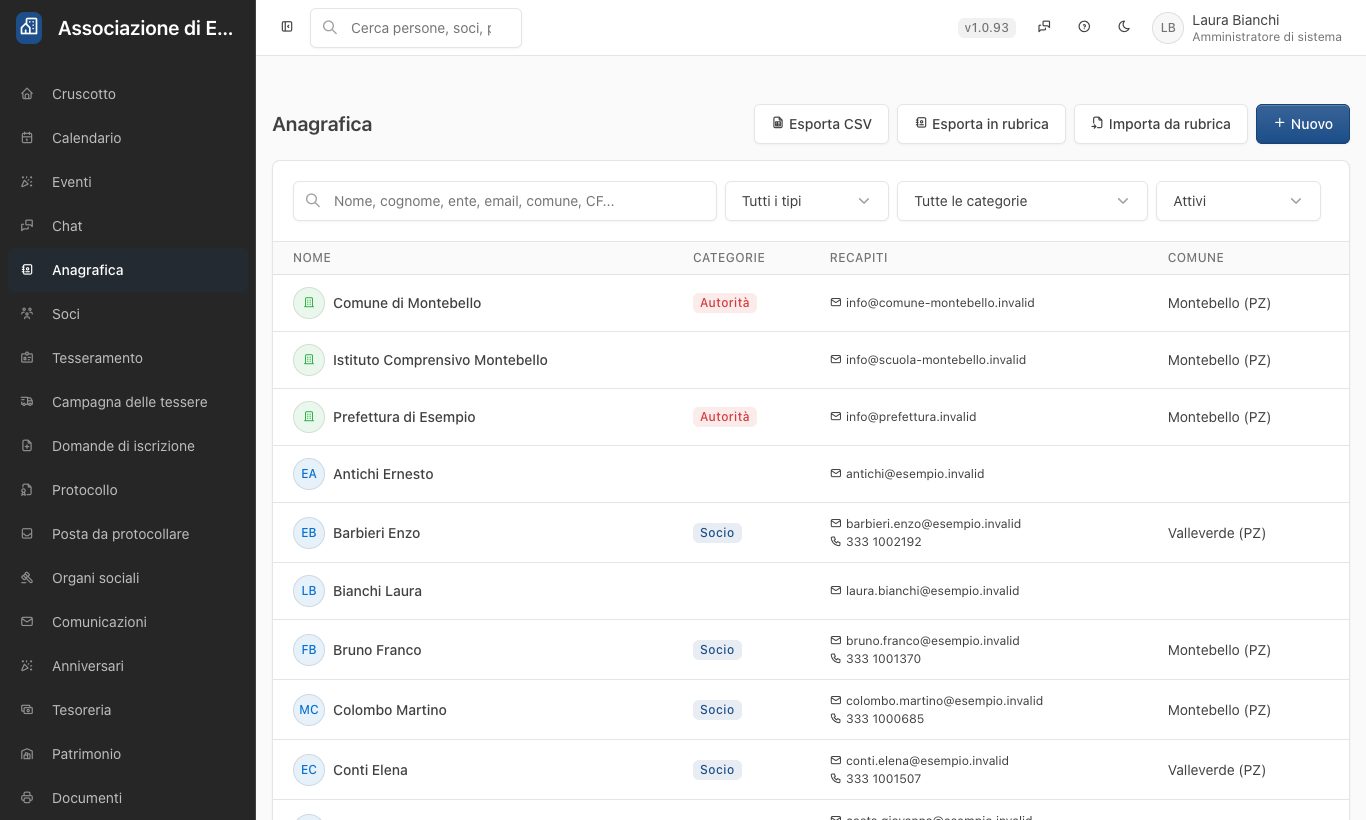 Associazione di E...
Cerca persone, soci, p
v1.0.93
LB
Laura Bianchi
Amministratore di sistema
Cruscotto
Calendario
Eventi
Chat
Anagrafica
Soci
Tesseramento
Campagna delle tessere
Domande di iscrizione
Protocollo
Posta da protocollare
Organi sociali
Comunicazioni
Anniversari
Tesoreria
Patrimonio
Documenti
Anagrafica
Esporta CSV
Esporta in rubrica
Importa da rubrica
+ Nuovo
Nome, cognome, ente, email, comune, CF...
Tutti i tipi
Tutte le categorie
Attivi
NOME CATEGORIE RECAPITI COMUNE
Comune di Montebello Autorità info@comune-montebello.invalid Montebello (PZ)
Istituto Comprensivo Montebello info@scuola-montebello.invalid Montebello (PZ)
Prefettura di Esempio Autorità info@prefettura.invalid Montebello (PZ)
EA Antichi Ernesto antichi@esempio.invalid
EB Barbieri Enzo Socio barbieri.enzo@esempio.invalid Valleverde (PZ)
333 1002192
LB Bianchi Laura laura.bianchi@esempio.invalid
FB Bruno Franco Socio bruno.franco@esempio.invalid Montebello (PZ)
333 1001370
MC Colombo Martino Socio colombo.martino@esempio.invalid Montebello (PZ)
333 1000685
EC Conti Elena Socio conti.elena@esempio.invalid Valleverde (PZ)
333 1001507